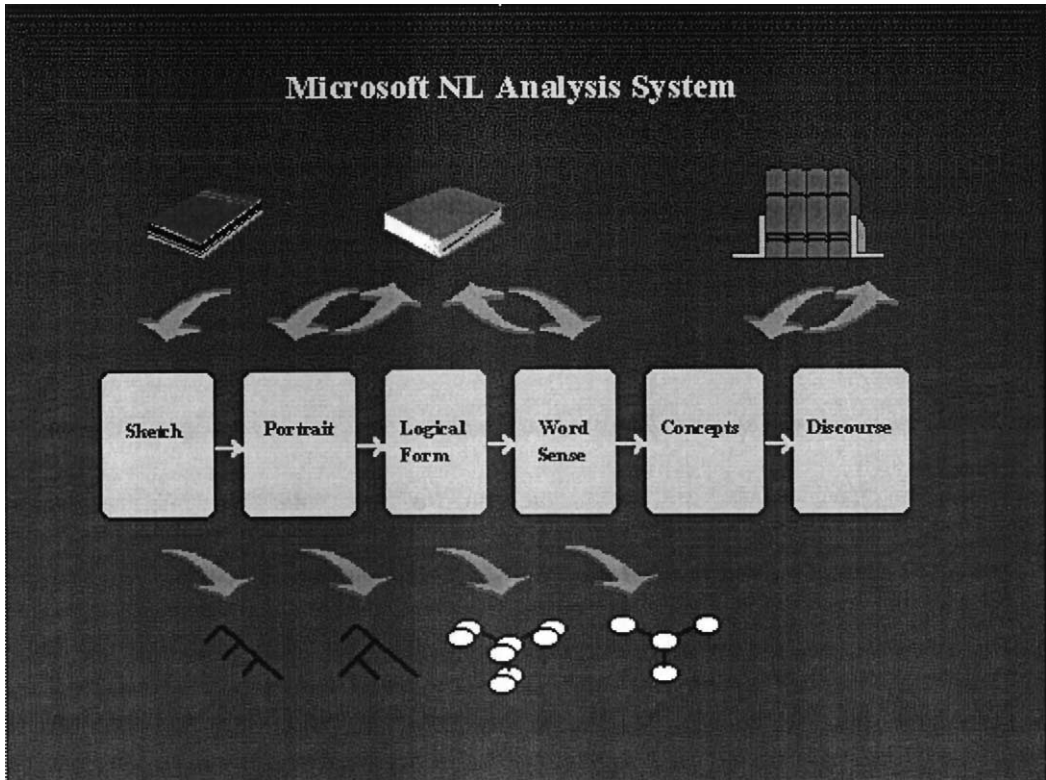 Microsoft NL Analysis System
Sketch
Portrait
Logical
Form
Word
Sense
Concepts
Discourse